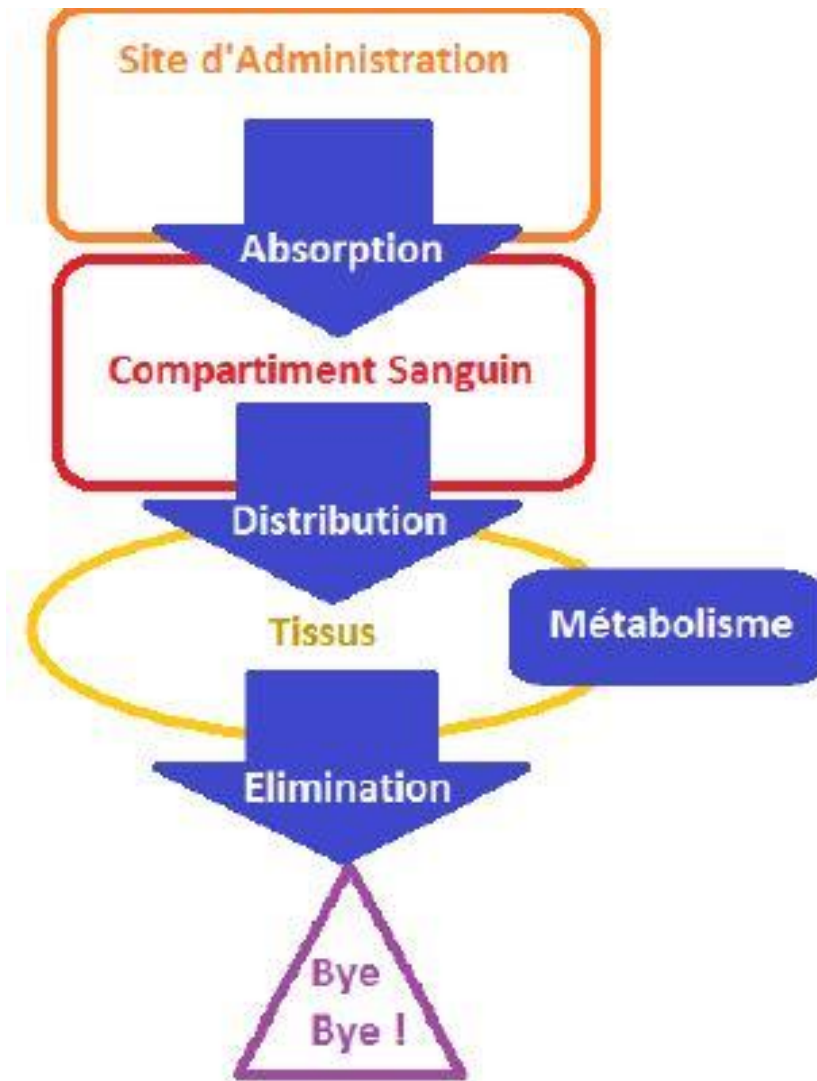 Site d'Administration
Absorption
Compartiment Sanguin
Distribution
Tissus
Métabolisme
Elimination
Bye
Bye !